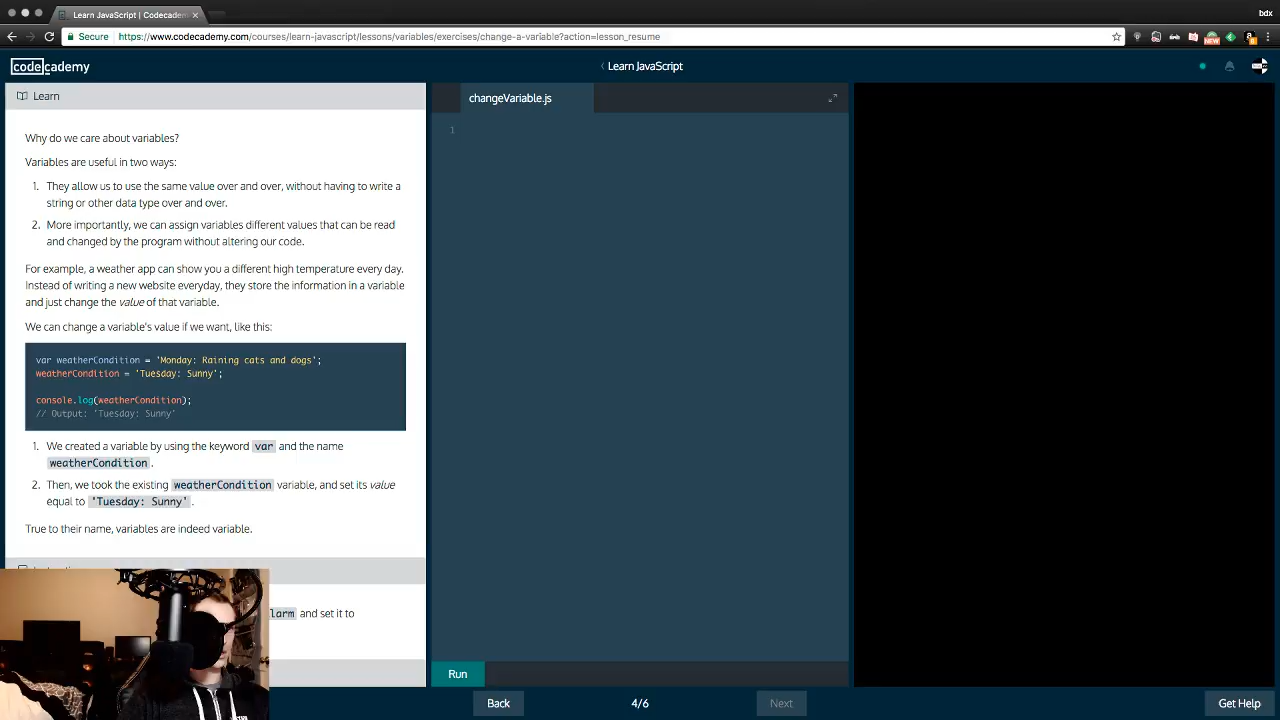 Learn JavaScript | Codecadem
bdx
Secure
https://www.codecademy.com/courses/learn-javascript/lessons/variables/exercises/change-a-variable?action=lesson_resume
NEW
codecademy
Learn JavaScript
Learn
changeVariable.js
1
Why do we care about variables?
Variables are useful in two ways:
1. They allow us to use the same value over and over, without having to write a
string or other data type over and over.
2. More importantly, we can assign variables different values that can be read
and changed by the program without altering our code.
For example, a weather app can show you a different high temperature every day.
Instead of writing a new website everyday, they store the information in a variable
and just change the value of that variable.
We can change a variable's value if we want, like this:
var weatherCondition = 'Monday: Raining cats and dogs';
weatherCondition = 'Tuesday: Sunny';
console.log(weatherCondition);
// Output: 'Tuesday: Sunny'
1. We created a variable by using the keyword var and the name
weatherCondition.
2. Then, we took the existing weatherCondition variable, and set its value
equal to 'Tuesday: Sunny'.
True to their name, variables are indeed variable.
larm and set it to
Run
Back
4/6
Next
Get Help